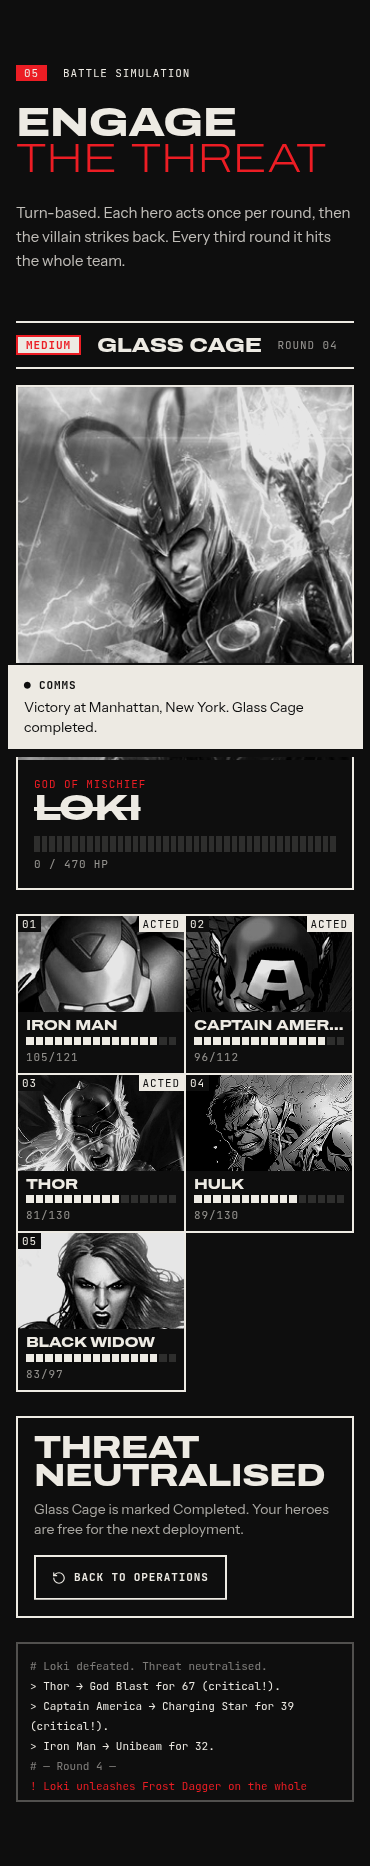 05 BATTLE SIMULATION
ENGAGE
THE THREAT
Turn-based. Each hero acts once per round, then
the villain strikes back. Every third round it hits
the whole team.
MEDIUM GLASS CAGE ROUND 04
COMMS
Victory at Manhattan, New York. Glass Cage
completed.
GOD OF MISCHIEF
LOKI
0 / 470 HP
01 ACTED 02 ACTED
IRON MAN CAPTAIN AMER...
105/121 96/112
03 ACTED 04
THOR HULK
81/130 89/130
05
BLACK WIDOW
83/97
THREAT
NEUTRALISED
Glass Cage is marked Completed. Your heroes
are free for the next deployment.
BACK TO OPERATIONS
# Loki defeated. Threat neutralised.
> Thor → God Blast for 67 (critical!).
> Captain America → Charging Star for 39
(critical!).
> Iron Man → Unibeam for 32.
# — Round 4 —
! Loki unleashes Frost Dagger on the whole